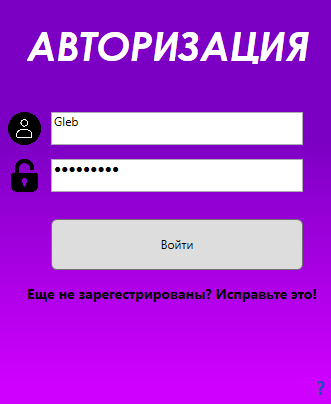 АВТОРИЗАЦИЯ
Gleb
•••••••••
Войти
Еще не зарегестрированы? Исправьте это!
?